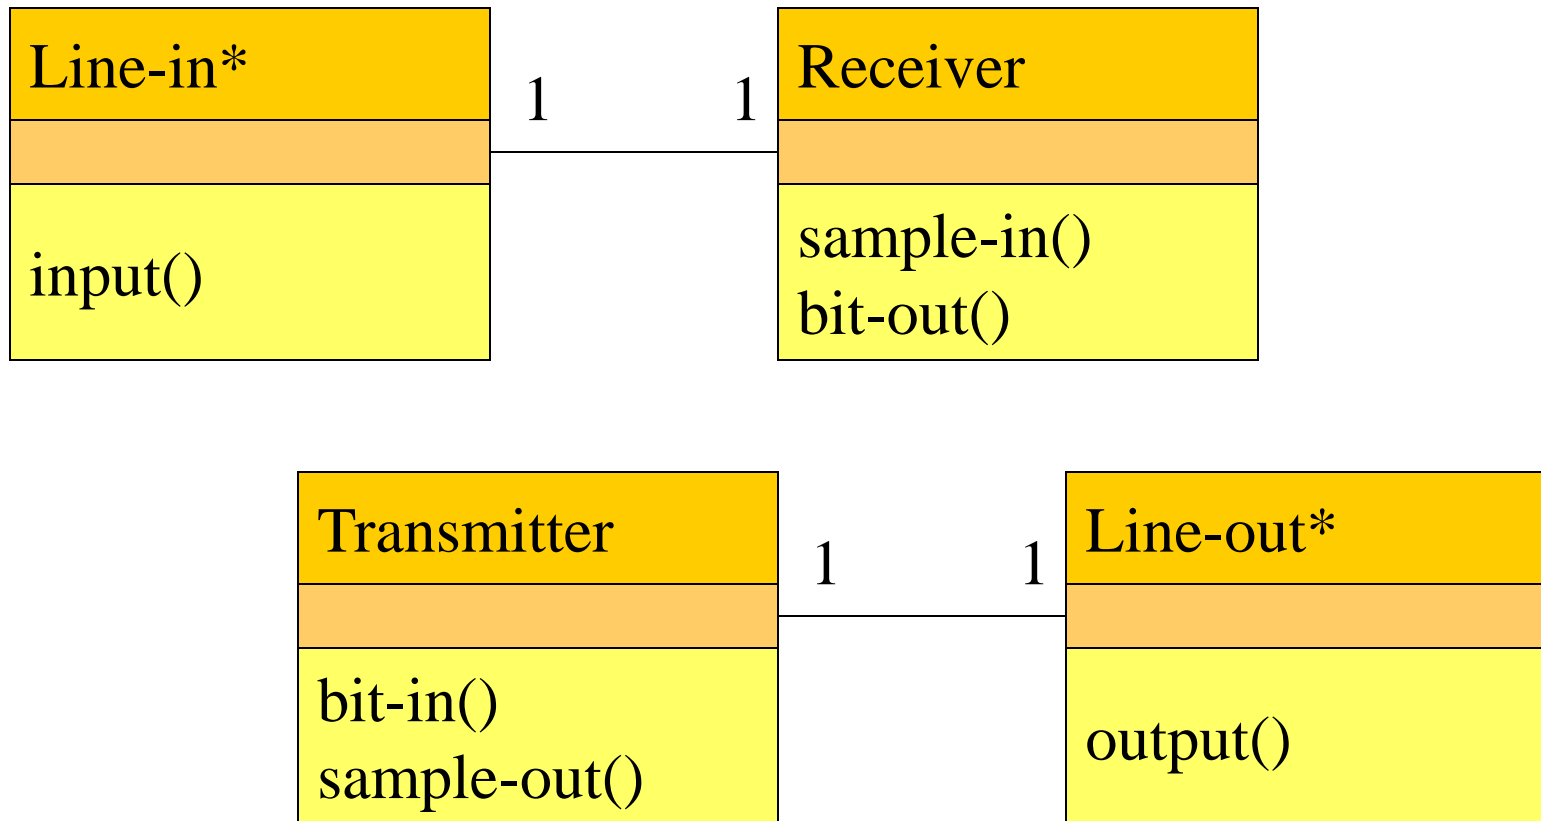 Line-in*
1
1
Receiver
input()
sample-in()
bit-out()
Transmitter
1
1
Line-out*
bit-in()
sample-out()
output()